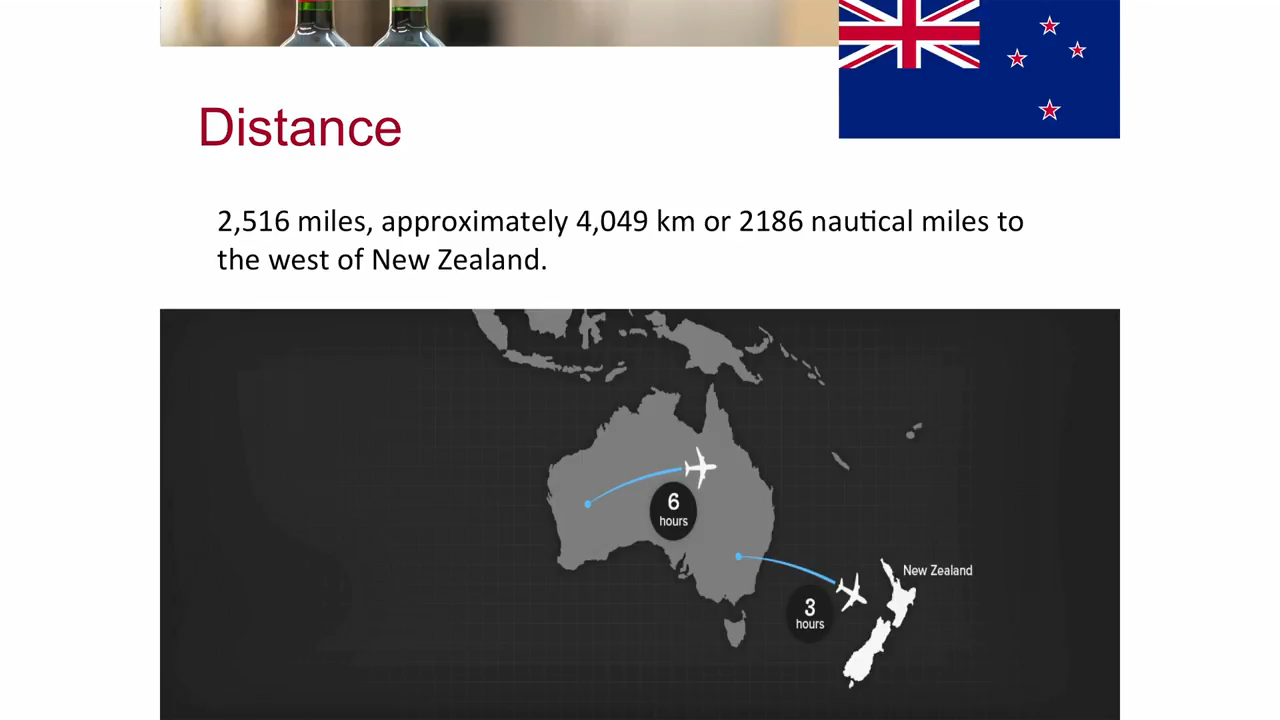 Distance
2,516 miles, approximately 4,049 km or 2186 nautical miles to
the west of New Zealand.
6
hours
New Zealand
3
hours